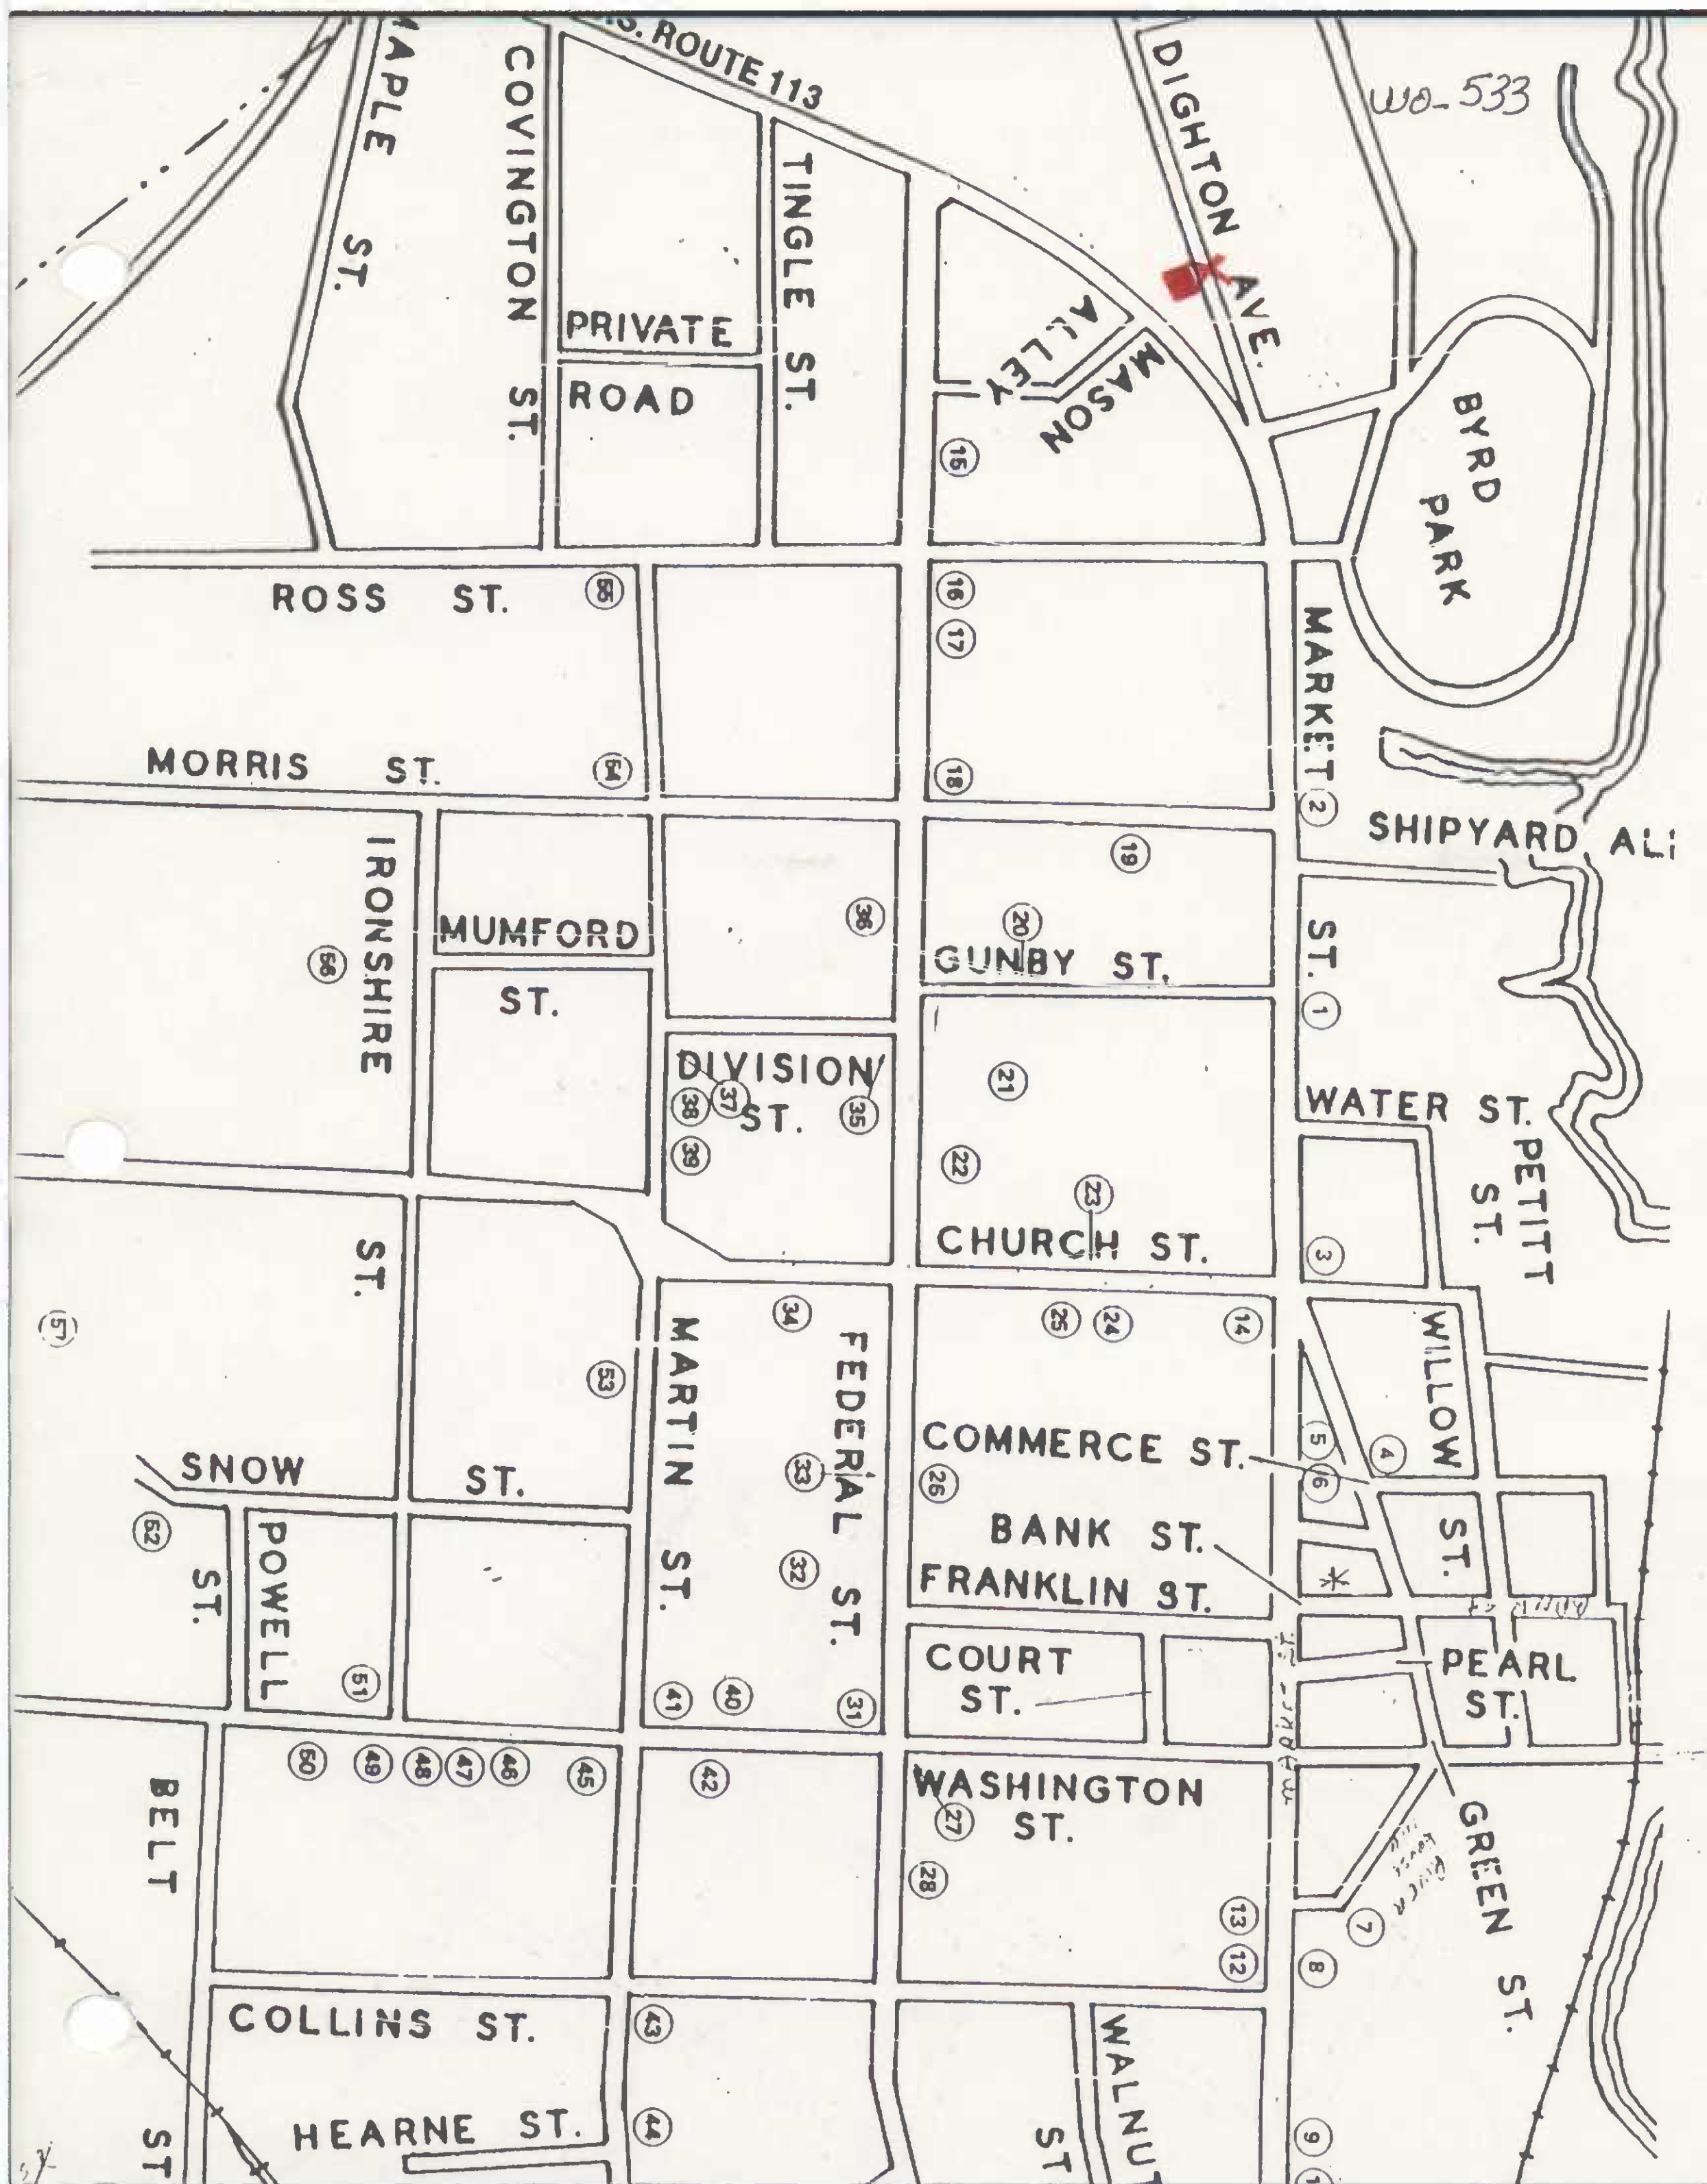 .S. ROUTE 113
WO-533
MAPLE ST.
COVINGTON ST.
TINGLE ST.
DIGHTON AVE.
PRIVATE
ROAD
MASON
ALLEY
BYRD
PARK
15
ROSS ST.
55
16
17
MARKET ST.
MORRIS ST.
54
18
2
SHIPYARD
19
IRONSHIRE ST.
MUMFORD
ST.
36
20
GUNBY ST.
56
1
DIVISION
ST.
37
38
35
39
21
WATER ST.
PETITT
ST.
22
23
CHURCH ST.
3
57
34
25
24
14
WILLOW ST.
53
MARTIN ST.
FEDERAL ST.
COMMERCE ST.
5
4
33
26
6
SNOW ST.
BANK ST.
52
POWELL
ST.
32
FRANKLIN ST.
COURT
ST.
PEARL
ST.
51
41
40
31
50
49
48
47
46
45
42
WASHINGTON
ST.
27
28
GREEN ST.
BELT ST
13
12
7
8
COLLINS ST.
43
WALNUT
ST
HEARNE ST.
44
9